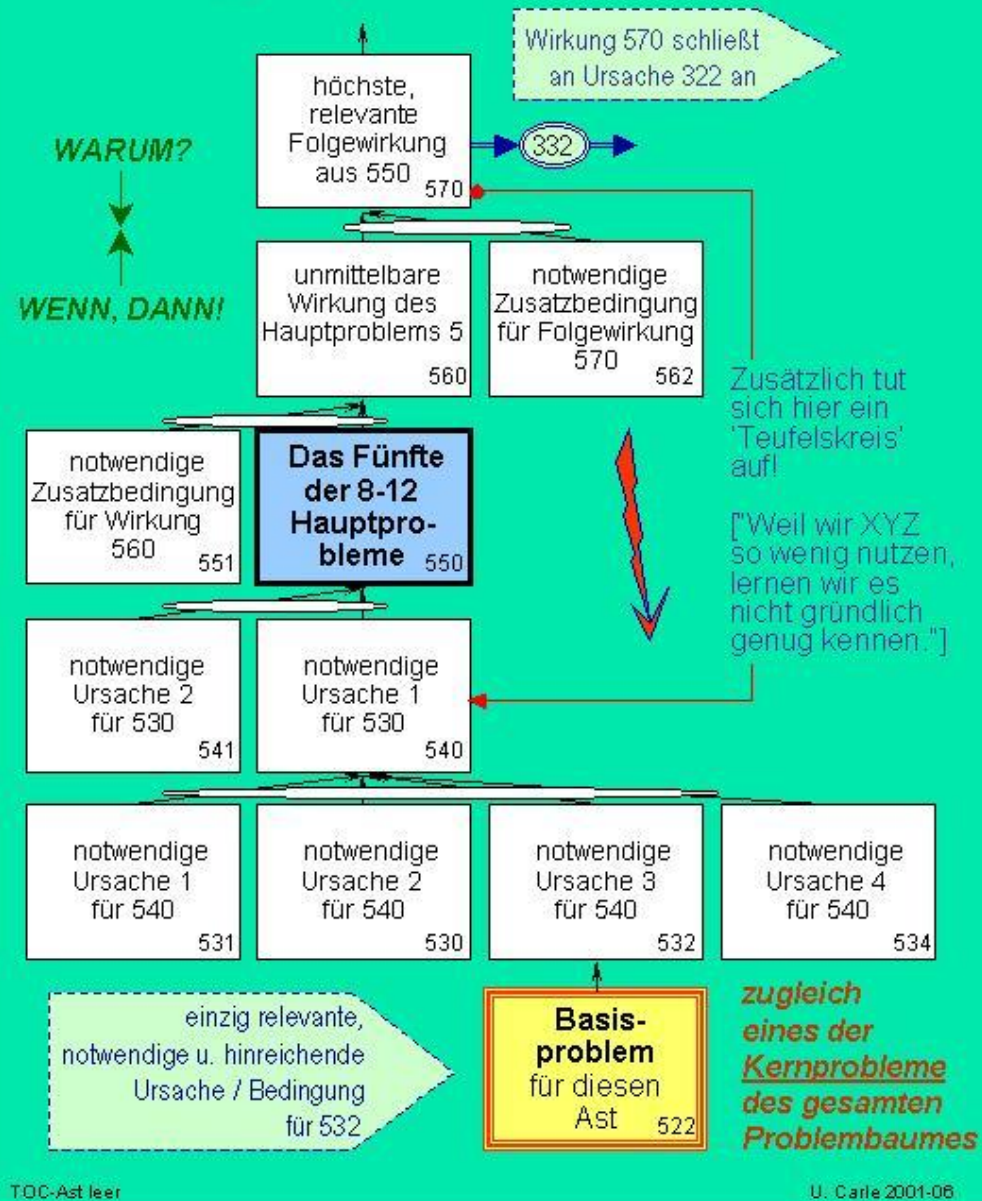 Wirkung 570 schließt
an Ursache 322 an
höchste,
relevante
Folgewirkung
aus 550
570
332
WARUM?
WENN, DANN!
unmittelbare
Wirkung des
Hauptproblems 5
560
notwendige
Zusatzbedingung
für Folgewirkung
570
562
Zusätzlich tut
sich hier ein
'Teufelskreis'
auf!
["Weil wir XYZ
so wenig nutzen,
lernen wir es
nicht gründlich
genug kennen."]
notwendige
Zusatzbedingung
für Wirkung
560
551
Das Fünfte
der 8-12
Hauptpro-
bleme
550
notwendige
Ursache 2
für 530
541
notwendige
Ursache 1
für 530
540
notwendige
Ursache 1
für 540
531
notwendige
Ursache 2
für 540
530
notwendige
Ursache 3
für 540
532
notwendige
Ursache 4
für 540
534
einzig relevante,
notwendige u. hinreichende
Ursache / Bedingung
für 532
Basis-
problem
für diesen
Ast
522
zugleich
eines der
Kernprobleme
des gesamten
Problembaumes
TOC-Ast leer
U. Carle 2001-06